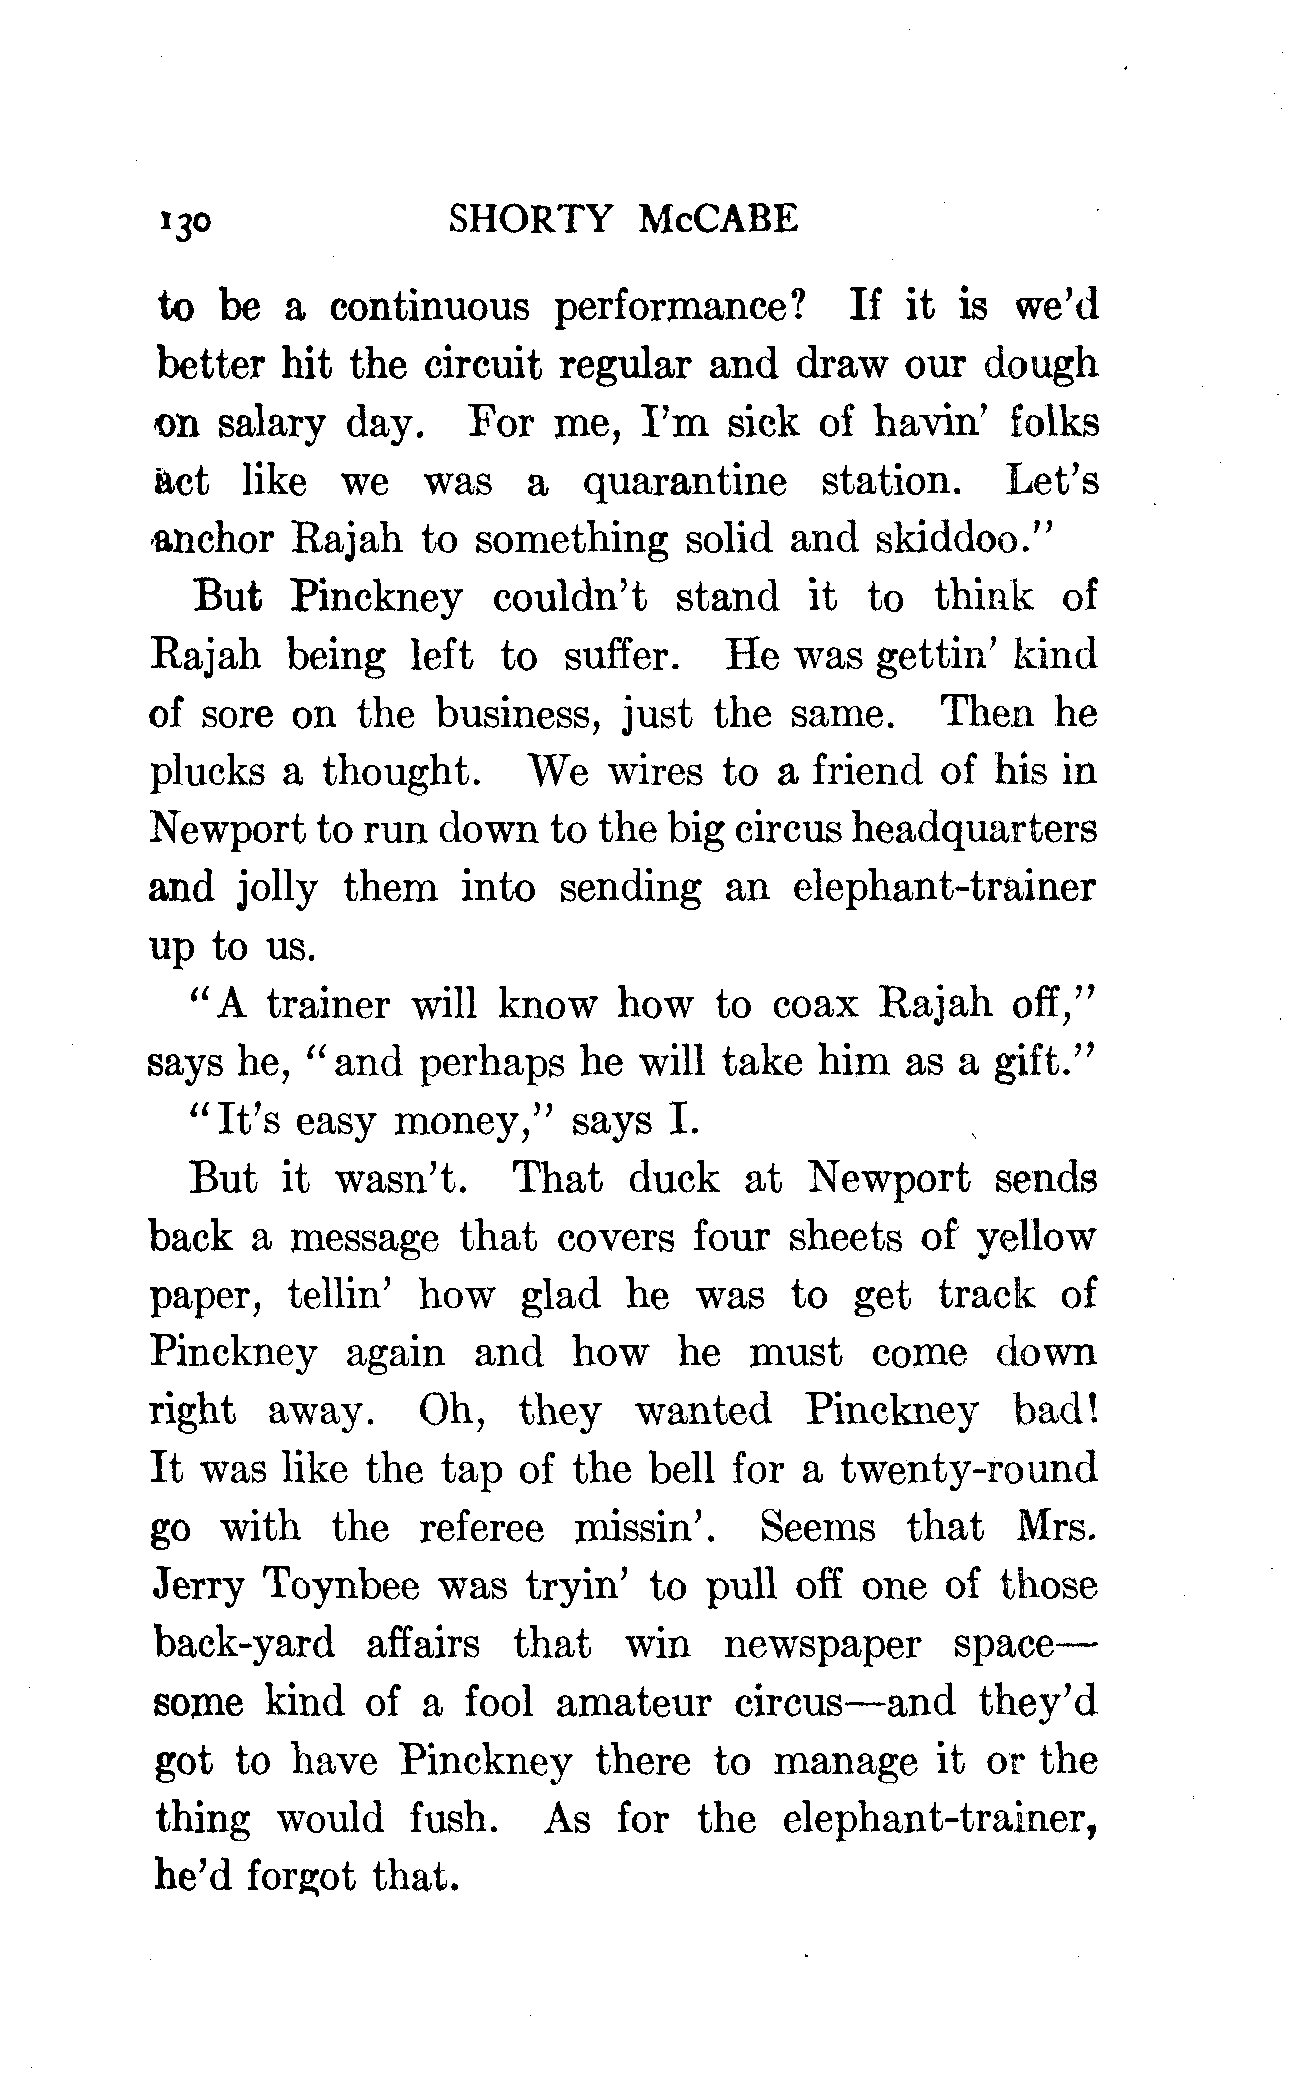 130 SHORTY McCABE
to be a continuous performance? If it is we'd
better hit the circuit regular and draw our dough
on salary day. For me, I'm sick of havin' folks
act like we was a quarantine station. Let's
anchor Rajah to something solid and skiddoo."
But Pinckney couldn't stand it to think of
Rajah being left to suffer. He was gettin' kind
of sore on the business, just the same. Then he
plucks a thought. We wires to a friend of his in
Newport to run down to the big circus headquarters
and jolly them into sending an elephant-trainer
up to us.
"A trainer will know how to coax Rajah off,"
says he, "and perhaps he will take him as a gift."
"It's easy money," says I.
But it wasn't. That duck at Newport sends
back a message that covers four sheets of yellow
paper, tellin' how glad he was to get track of
Pinckney again and how he must come down
right away. Oh, they wanted Pinckney bad!
It was like the tap of the bell for a twenty-round
go with the referee missin'. Seems that Mrs.
Jerry Toynbee was tryin' to pull off one of those
back-yard affairs that win newspaper space—
some kind of a fool amateur circus—and they'd
got to have Pinckney there to manage it or the
thing would fush. As for the elephant-trainer,
he'd forgot that.